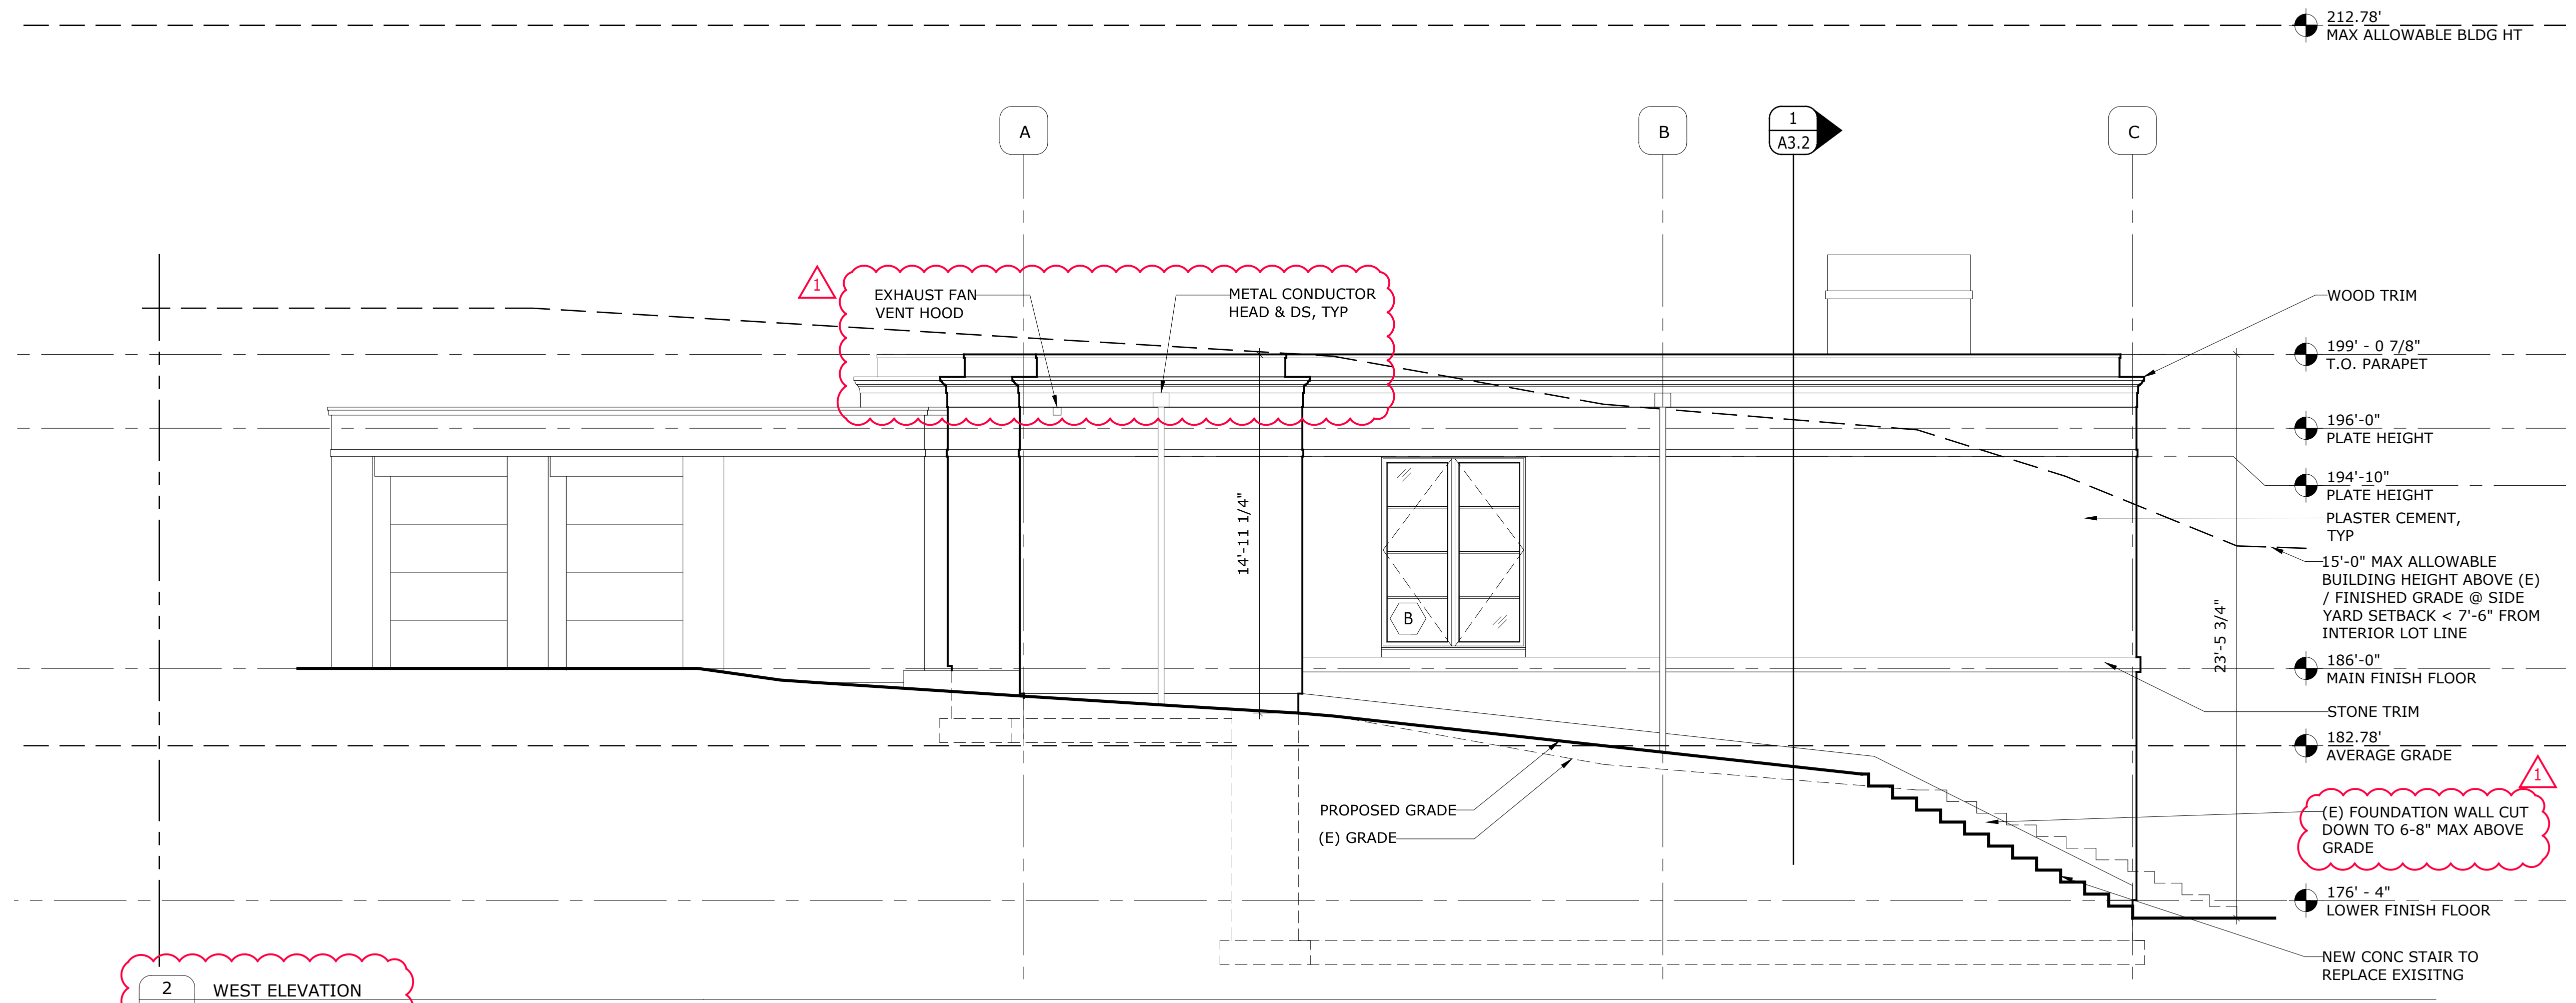 212.78'
MAX ALLOWABLE BLDG HT
A
B
1
A3.2
C
1
EXHAUST FAN
VENT HOOD
METAL CONDUCTOR
HEAD & DS, TYP
WOOD TRIM
199' - 0 7/8"
T.O. PARAPET
196'-0"
PLATE HEIGHT
194'-10"
PLATE HEIGHT
PLASTER CEMENT,
TYP
14'-11 1/4"
B
15'-0" MAX ALLOWABLE
BUILDING HEIGHT ABOVE (E)
/ FINISHED GRADE @ SIDE
YARD SETBACK < 7'-6" FROM
INTERIOR LOT LINE
23'-5 3/4"
186'-0"
MAIN FINISH FLOOR
STONE TRIM
182.78'
AVERAGE GRADE
1
PROPOSED GRADE
(E) GRADE
(E) FOUNDATION WALL CUT
DOWN TO 6-8" MAX ABOVE
GRADE
176' - 4"
LOWER FINISH FLOOR
NEW CONC STAIR TO
REPLACE EXISITNG
2
WEST ELEVATION